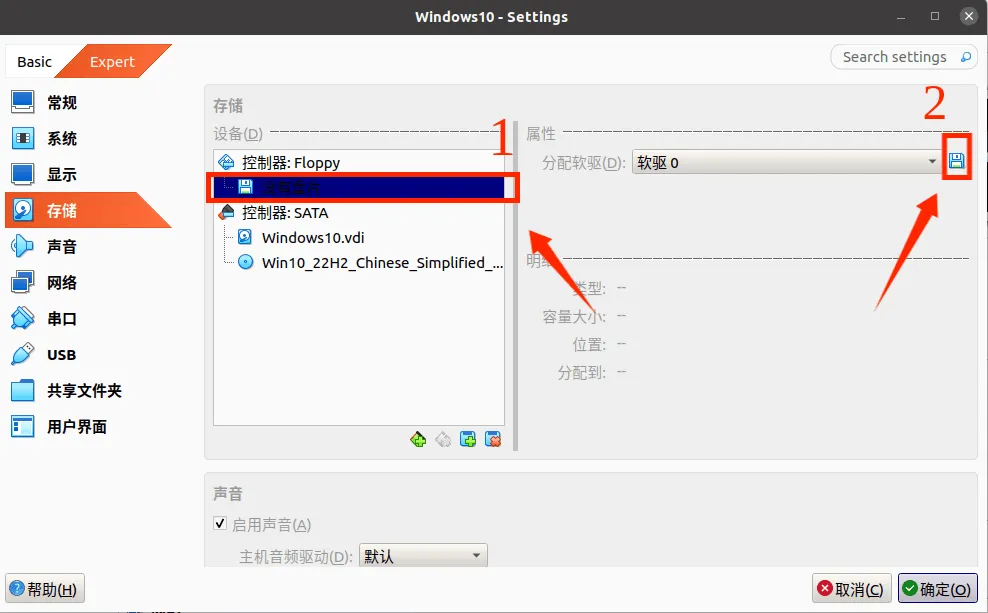 Windows10 - Settings
Basic
Expert
Search settings
常规
系统
显示
存储
声音
网络
串口
USB
共享文件夹
用户界面
存储
设备(D)
1
控制器: Floppy
控制器: SATA
Windows10.vdi
Win10_22H2_Chinese_Simplified_...
属性
2
分配软驱(D):
软驱 0
类型: --
容量大小: --
位置: --
分配到: --
声音
启用声音(A)
主机音频驱动(D):
默认
帮助(H)
取消(C)
确定(O)